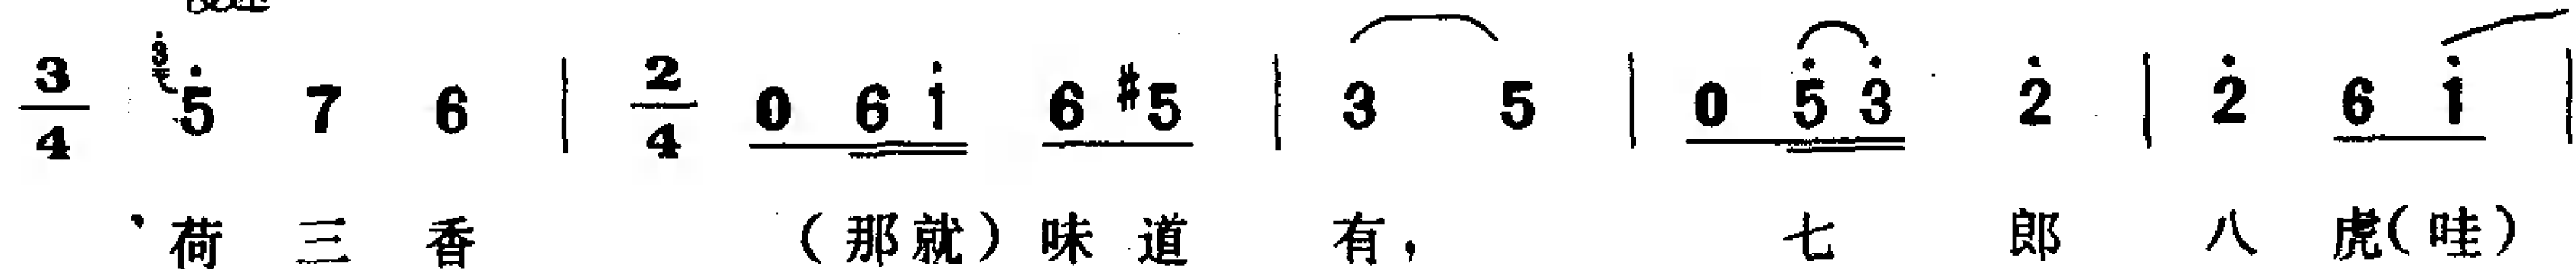 3/4 3̇ 5̇ 7 6 | 2/4 0 6 1̇ 6 #5 | 3 5 | 0 5̇ 3̇ 2̇ | 2̇ 6 1̇ |
荷 三 香 (那就) 味 道 有, 七 郎 八 虎(哇)